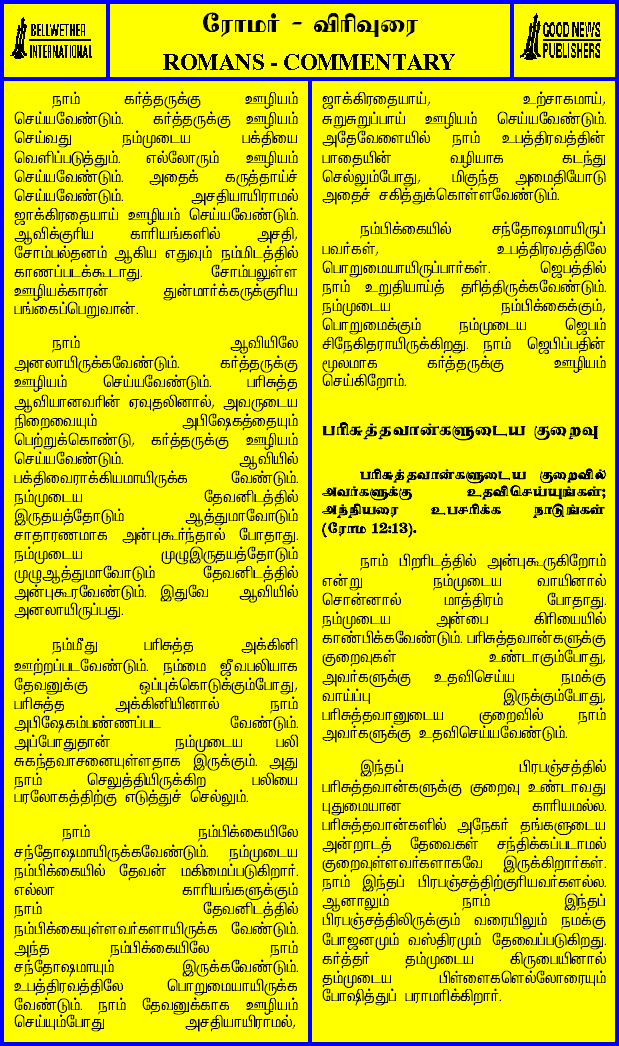 BELLWETHER
INTERNATIONAL
ரோமர் - விரிவுரை
ROMANS - COMMENTARY
GOOD NEWS
PUBLISHERS
நாம் கர்த்தருக்கு ஊழியம்
செய்யவேண்டும். கர்த்தருக்கு ஊழியம்
செய்வது நம்முடைய பக்தியை
வெளிப்படுத்தும். எல்லோரும் ஊழியம்
செய்யவேண்டும். அதைக் கருத்தாய்ச்
செய்யவேண்டும். அசதியாயிராமல்
ஜாக்கிரதையாய் ஊழியம் செய்யவேண்டும்.
ஆவிக்குரிய காரியங்களில் அசதி,
சோம்பல்தனம் ஆகிய எதுவும் நம்மிடத்தில்
காணப்படக்கூடாது. சோம்பலுள்ள
ஊழியக்காரன் துன்மார்க்கருக்குரிய
பங்கைப்பெறுவான்.
நாம் ஆவியிலே
அனலாயிருக்கவேண்டும். கர்த்தருக்கு
ஊழியம் செய்யவேண்டும். பரிசுத்த
ஆவியானவரின் ஏவுதலினால், அவருடைய
நிறைவையும் அபிஷேகத்தையும்
பெற்றுக்கொண்டு, கர்த்தருக்கு ஊழியம்
செய்யவேண்டும். ஆவியில்
பக்திவைராக்கியமாயிருக்க வேண்டும்.
நம்முடைய தேவனிடத்தில்
இருதயத்தோடும் ஆத்துமாவோடும்
சாதாரணமாக அன்புகூர்ந்தால் போதாது.
நம்முடைய முழுஇருதயத்தோடும்
முழுஆத்துமாவோடும் தேவனிடத்தில்
அன்புகூரவேண்டும். இதுவே ஆவியில்
அனலாயிருப்பது.
நம்மீது பரிசுத்த அக்கினி
ஊற்றப்படவேண்டும். நம்மை ஜீவபலியாக
தேவனுக்கு ஒப்புக்கொடுக்கும்போது,
பரிசுத்த அக்கினியினால் நாம்
அபிஷேகம்பண்ணப்பட வேண்டும்.
அப்போதுதான் நம்முடைய பலி
சுகந்தவாசனையுள்ளதாக இருக்கும். அது
நாம் செலுத்தியிருக்கிற பலியை
பரலோகத்திற்கு எடுத்துச் செல்லும்.
நாம் நம்பிக்கையிலே
சந்தோஷமாயிருக்கவேண்டும். நம்முடைய
நம்பிக்கையில் தேவன் மகிமைப்படுகிறார்.
எல்லா காரியங்களுக்கும்
நாம் தேவனிடத்தில்
நம்பிக்கையுள்ளவர்களாயிருக்க வேண்டும்.
அந்த நம்பிக்கையிலே நாம்
சந்தோஷமாயும் இருக்கவேண்டும்.
உபத்திரவத்திலே பொறுமையாயிருக்க
வேண்டும். நாம் தேவனுக்காக ஊழியம்
செய்யும்போது அசதியாயிராமல்,
ஜாக்கிரதையாய், உற்சாகமாய்,
சுறுசுறுப்பாய் ஊழியம் செய்யவேண்டும்.
அதேவேளையில் நாம் உபத்திரவத்தின்
பாதையின் வழியாக கடந்து
செல்லும்போது, மிகுந்த அமைதியோடு
அதைச் சகித்துக்கொள்ளவேண்டும்.
நம்பிக்கையில் சந்தோஷமாயிருப்
பவர்கள், உபத்திரவத்திலே
பொறுமையாயிருப்பார்கள். ஜெபத்தில்
நாம் உறுதியாய்த் தரித்திருக்கவேண்டும்.
நம்முடைய நம்பிக்கைக்கும்,
பொறுமைக்கும் நம்முடைய ஜெபம்
சிநேகிதராயிருக்கிறது. நாம் ஜெபிப்பதின்
மூலமாக கர்த்தருக்கு ஊழியம்
செய்கிறோம்.
பரிசுத்தவான்களுடைய குறைவு
பரிசுத்தவான்களுடைய குறைவில்
அவர்களுக்கு உதவிசெய்யுங்கள்;
அந்நியரை உபசரிக்க நாடுங்கள்
(ரோம 12:13).
நாம் பிறரிடத்தில் அன்புகூருகிறோம்
என்று நம்முடைய வாயினால்
சொன்னால் மாத்திரம் போதாது.
நம்முடைய அன்பை கிரியையில்
காண்பிக்கவேண்டும். பரிசுத்தவான்களுக்கு
குறைவுகள் உண்டாகும்போது,
அவர்களுக்கு உதவிசெய்ய நமக்கு
வாய்ப்பு இருக்கும்போது,
பரிசுத்தவானுடைய குறைவில் நாம்
அவர்களுக்கு உதவிசெய்யவேண்டும்.
இந்தப் பிரபஞ்சத்தில்
பரிசுத்தவான்களுக்கு குறைவு உண்டாவது
புதுமையான காரியமல்ல.
பரிசுத்தவான்களில் அநேகர் தங்களுடைய
அன்றாடத் தேவைகள் சந்திக்கப்படாமல்
குறைவுள்ளவர்களாகவே இருக்கிறார்கள்.
நாம் இந்தப் பிரபஞ்சத்திற்குரியவர்களல்ல.
ஆனாலும் நாம் இந்தப்
பிரபஞ்சத்திலிருக்கும் வரையிலும் நமக்கு
போஜனமும் வஸ்திரமும் தேவைப்படுகிறது.
கர்த்தர் தம்முடைய கிருபையினால்
தம்முடைய பிள்ளைகளெல்லோரையும்
போஷித்துப் பராமரிக்கிறார்.